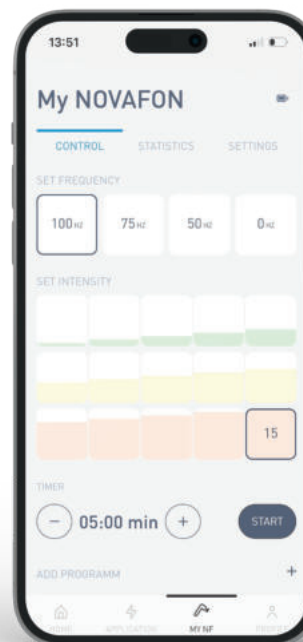 13:51
My NOVAFON
CONTROL STATISTICS SETTINGS
SET FREQUENCY
100 HZ 75 HZ 50 HZ 0 HZ
SET INTENSITY
15
TIMER
− 05:00 min +
START
ADD PROGRAMM +
HOME APPLICATION MY NF PROFILE